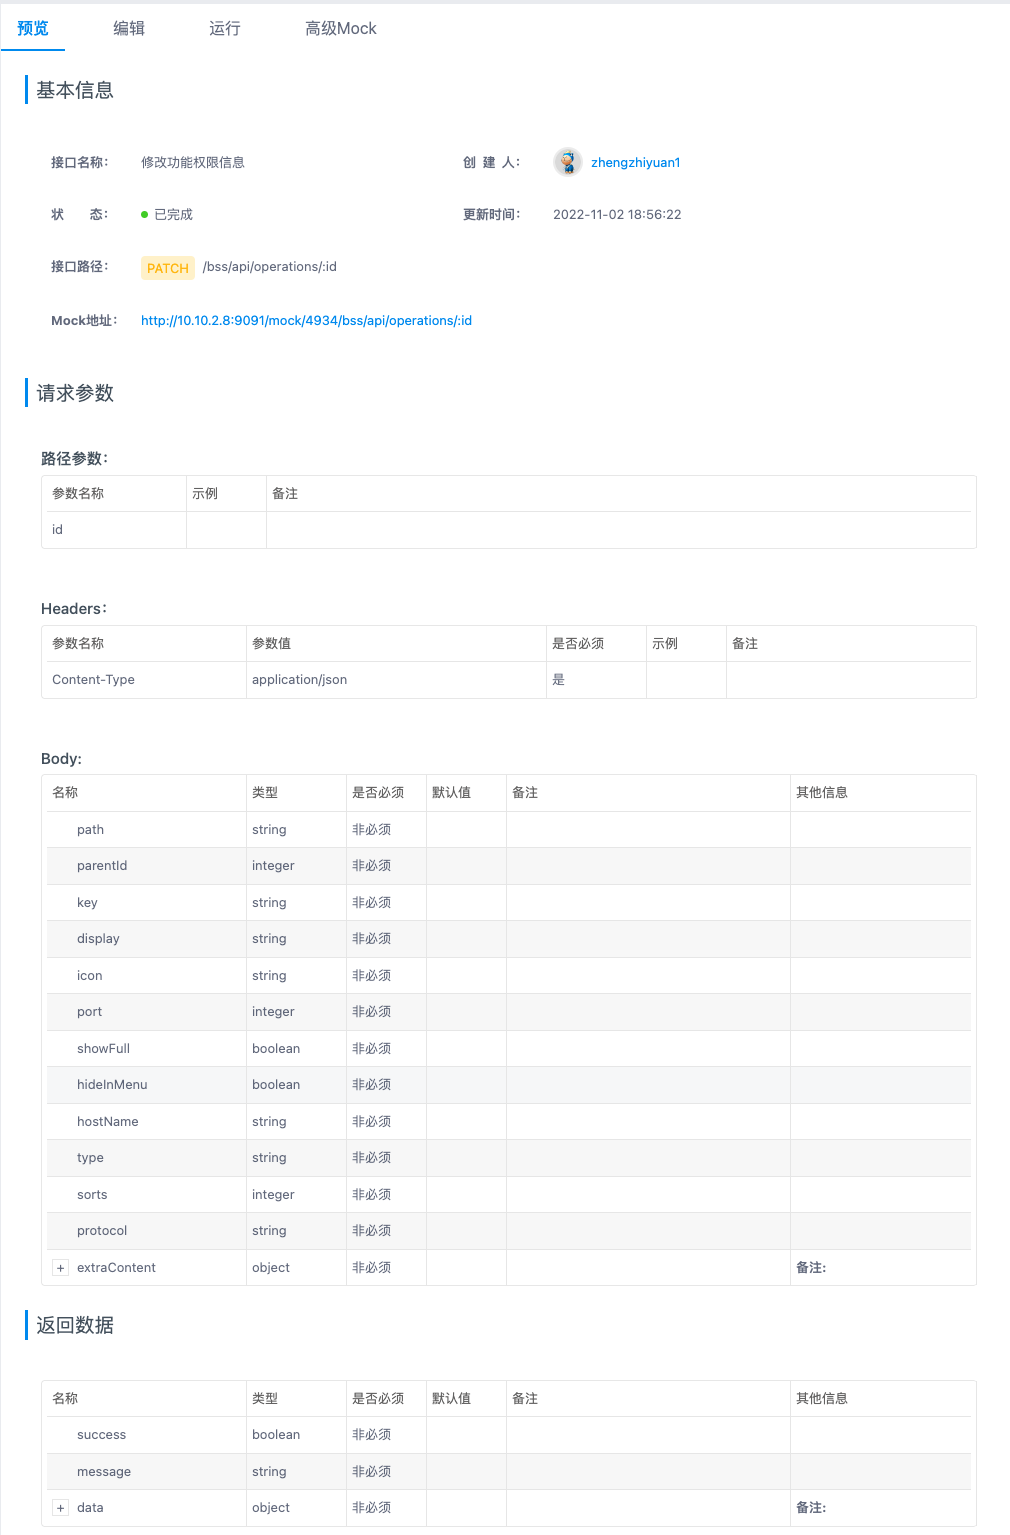 预览 编辑 运行 高级Mock
基本信息
接口名称： 修改功能权限信息 创 建 人： zhengzhiyuan1
状 态： 已完成 更新时间： 2022-11-02 18:56:22
接口路径： PATCH /bss/api/operations/:id
Mock地址： http://10.10.2.8:9091/mock/4934/bss/api/operations/:id
请求参数
路径参数：
参数名称 示例 备注
id
Headers：
参数名称 参数值 是否必须 示例 备注
Content-Type application/json 是
Body:
名称 类型 是否必须 默认值 备注 其他信息
path string 非必须
parentId integer 非必须
key string 非必须
display string 非必须
icon string 非必须
port integer 非必须
showFull boolean 非必须
hideInMenu boolean 非必须
hostName string 非必须
type string 非必须
sorts integer 非必须
protocol string 非必须
+ extraContent object 非必须 备注:
返回数据
名称 类型 是否必须 默认值 备注 其他信息
success boolean 非必须
message string 非必须
+ data object 非必须 备注: